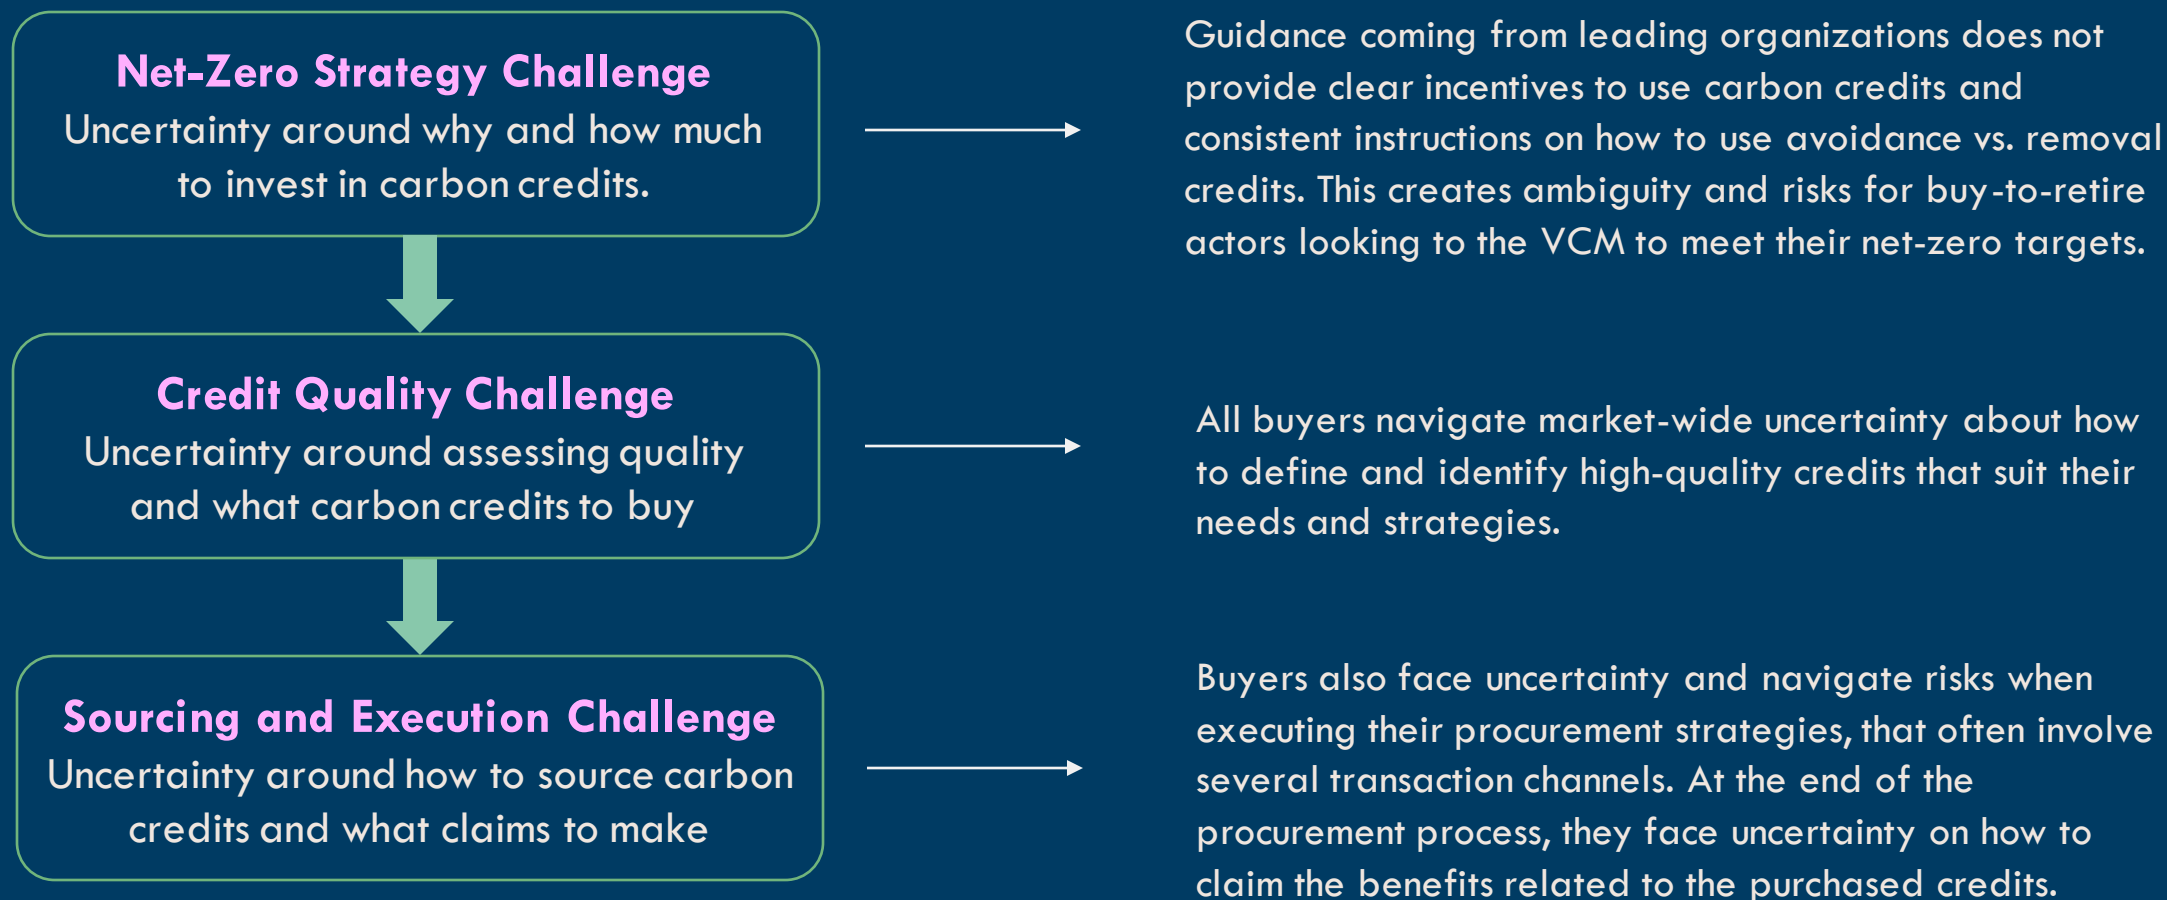 Net-Zero Strategy Challenge
Uncertainty around why and how much
to invest in carbon credits.
Guidance coming from leading organizations does not
provide clear incentives to use carbon credits and
consistent instructions on how to use avoidance vs. removal
credits. This creates ambiguity and risks for buy-to-retire
actors looking to the VCM to meet their net-zero targets.
Credit Quality Challenge
Uncertainty around assessing quality
and what carbon credits to buy
All buyers navigate market-wide uncertainty about how
to define and identify high-quality credits that suit their
needs and strategies.
Sourcing and Execution Challenge
Uncertainty around how to source carbon
credits and what claims to make
Buyers also face uncertainty and navigate risks when
executing their procurement strategies, that often involve
several transaction channels. At the end of the
procurement process, they face uncertainty on how to
claim the benefits related to the purchased credits.